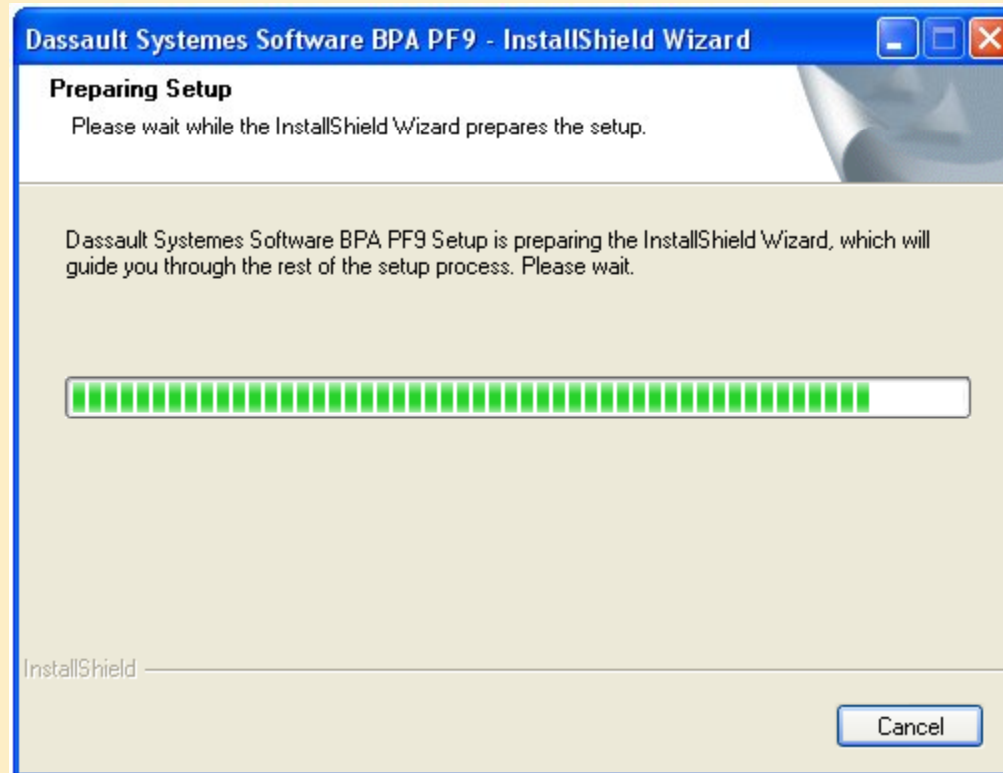 Dassault Systemes Software BPA PF9 - InstallShield Wizard
Preparing Setup
Please wait while the InstallShield Wizard prepares the setup.
Dassault Systemes Software BPA PF9 Setup is preparing the InstallShield Wizard, which will
guide you through the rest of the setup process. Please wait.
InstallShield
Cancel